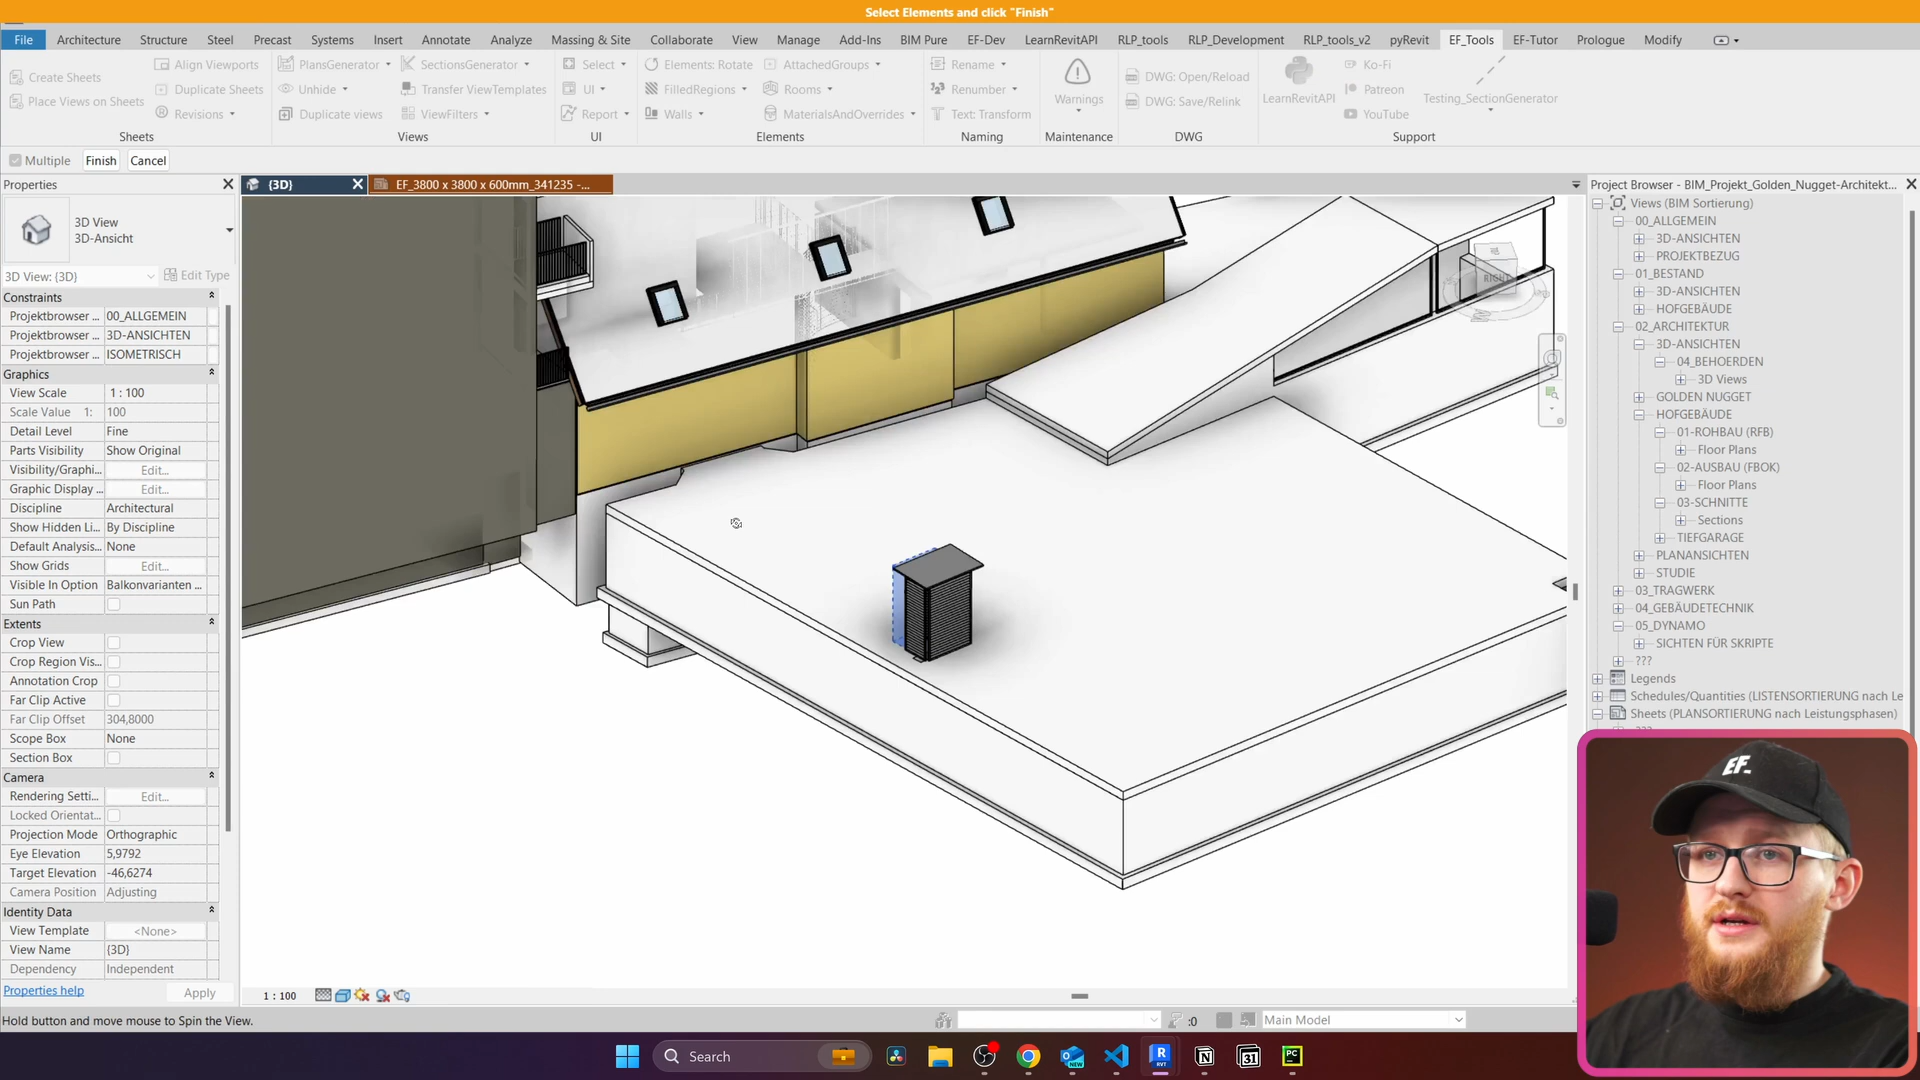 Select Elements and click "Finish"
File Architecture Structure Steel Precast Systems Insert Annotate Analyze Massing & Site Collaborate View Manage Add-Ins BIM Pure EF-Dev LearnRevitAPI RLP_tools RLP_Development RLP_tools_v2 pyRevit EF_Tools EF-Tutor Prologue Modify
Create Sheets
Place Views on Sheets
Align Viewports
Duplicate Sheets
Revisions
Sheets
PlansGenerator
Unhide
Duplicate views
SectionsGenerator
Transfer ViewTemplates
ViewFilters
Views
Select
UI
Report
UI
Elements: Rotate
FilledRegions
Walls
AttachedGroups
Rooms
MaterialsAndOverrides
Elements
Rename
Renumber
Text: Transform
Naming
Warnings
Maintenance
DWG: Open/Reload
DWG: Save/Relink
DWG
LearnRevitAPI
Ko-Fi
Patreon
YouTube
Testing_SectionGenerator
Support
Multiple Finish Cancel
Properties
{3D}
EF_3800 x 3800 x 600mm_341235 -...
Project Browser - BIM_Projekt_Golden_Nugget-Architekt...
3D View
3D-Ansicht
3D View: {3D} Edit Type
Constraints
Projektbrowser ... 00_ALLGEMEIN
Projektbrowser ... 3D-ANSICHTEN
Projektbrowser ... ISOMETRISCH
Graphics
View Scale 1 : 100
Scale Value 1: 100
Detail Level Fine
Parts Visibility Show Original
Visibility/Graphi... Edit...
Graphic Display ... Edit...
Discipline Architectural
Show Hidden Li... By Discipline
Default Analysis... None
Show Grids Edit...
Visible In Option Balkonvarianten ...
Sun Path
Extents
Crop View
Crop Region Vis...
Annotation Crop
Far Clip Active
Far Clip Offset 304,8000
Scope Box None
Section Box
Camera
Rendering Setti... Edit...
Locked Orientat...
Projection Mode Orthographic
Eye Elevation 5,9792
Target Elevation -46,6274
Camera Position Adjusting
Identity Data
View Template <None>
View Name {3D}
Dependency Independent
Properties help Apply
RIGHT
Views (BIM Sortierung)
00_ALLGEMEIN
3D-ANSICHTEN
PROJEKTBEZUG
01_BESTAND
3D-ANSICHTEN
HOFGEBÄUDE
02_ARCHITEKTUR
3D-ANSICHTEN
04_BEHOERDEN
3D Views
GOLDEN NUGGET
HOFGEBÄUDE
01-ROHBAU (RFB)
Floor Plans
02-AUSBAU (FBOK)
Floor Plans
03-SCHNITTE
Sections
TIEFGARAGE
PLANANSICHTEN
STUDIE
03_TRAGWERK
04_GEBÄUDETECHNIK
05_DYNAMO
SICHTEN FÜR SKRIPTE
???
Legends
Schedules/Quantities (LISTENSORTIERUNG nach Le
Sheets (PLANSORTIERUNG nach Leistungsphasen)
EF.
1 : 100
Hold button and move mouse to Spin the View.
:0
Main Model
Search
NEW
R
RVT
31
PC